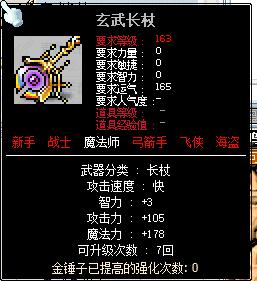 玄武长杖
要求等级 : 163
要求力量 : 0
要求敏捷 : 0
要求智力 : 0
要求运气 : 165
要求人气度 : -
道具等级 : -
道具经验值 : -
新手 战士 魔法师 弓箭手 飞侠 海盗
武器分类 : 长杖
攻击速度 : 快
智力 : +3
攻击力 : +105
魔法力 : +178
可升级次数 : 7回
金锤子已提高的强化次数: 0